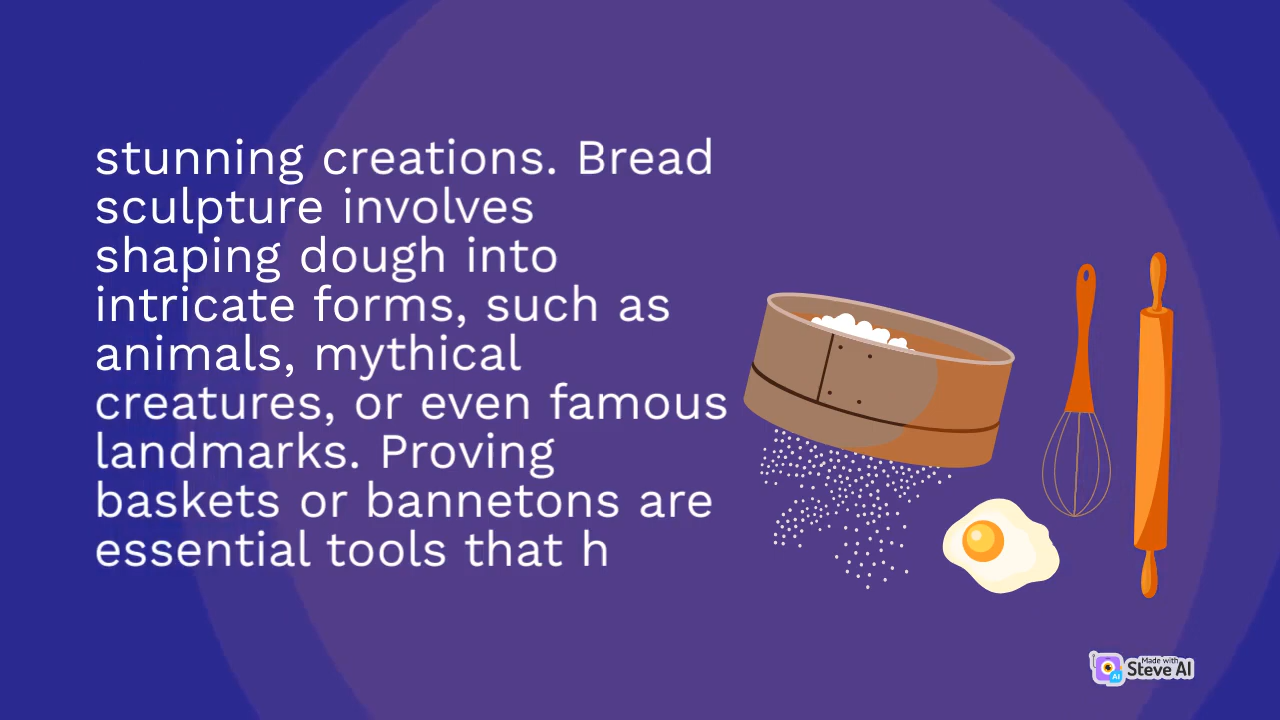 stunning creations. Bread
sculpture involves
shaping dough into
intricate forms, such as
animals, mythical
creatures, or even famous
landmarks. Proving
baskets or bannetons are
essential tools that h
Made with
Steve AI
AI